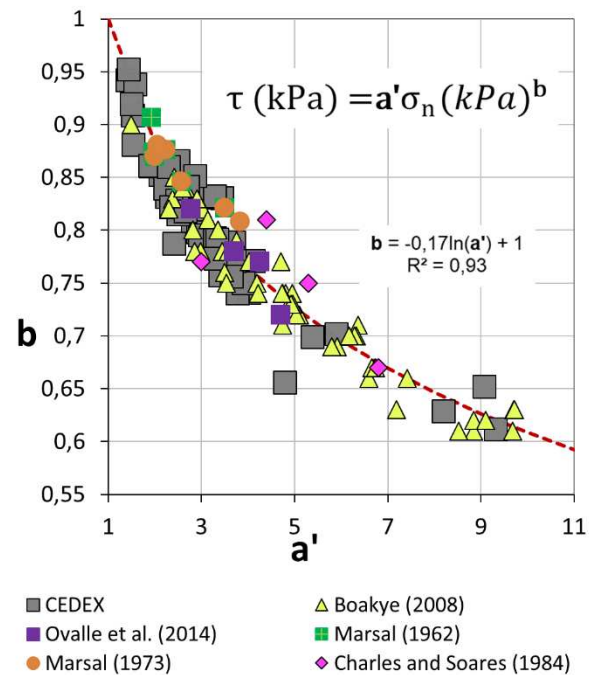 1
0,95
0,9
0,85
0,8
0,75
0,7
0,65
0,6
0,55
b
τ (kPa) =a'σₙ(kPa)ᵇ
b = -0,17ln(a') + 1
R² = 0,93
1 3 5 7 9 11
a'
CEDEX
Boakye (2008)
Ovalle et al. (2014)
Marsal (1962)
Marsal (1973)
Charles and Soares (1984)